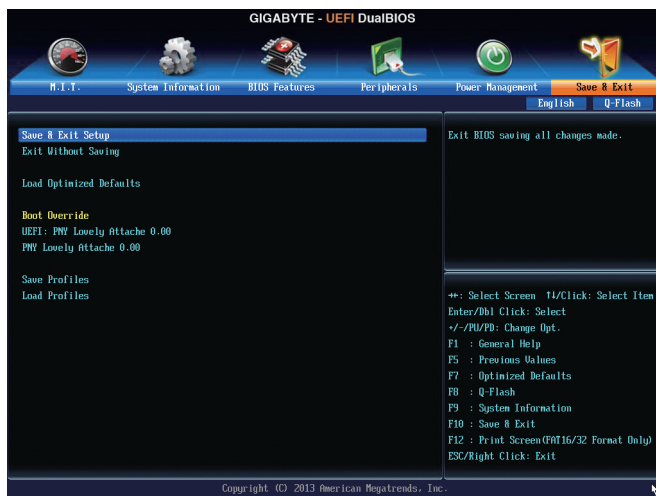 GIGABYTE - UEFI DualBIOS
M.I.T. System Information BIOS Features Peripherals Power Management Save & Exit
English Q-Flash
Save & Exit Setup
Exit Without Saving
Load Optimized Defaults
Boot Override
UEFI: PNY Lovely Attache 0.00
PNY Lovely Attache 0.00
Save Profiles
Load Profiles
Exit BIOS saving all changes made.
→←: Select Screen ↑↓/Click: Select Item
Enter/Dbl Click: Select
+/-/PU/PD: Change Opt.
F1 : General Help
F5 : Previous Values
F7 : Optimized Defaults
F8 : Q-Flash
F9 : System Information
F10 : Save & Exit
F12 : Print Screen(FAT16/32 Format Only)
ESC/Right Click: Exit
Copyright (C) 2013 American Megatrends, Inc.